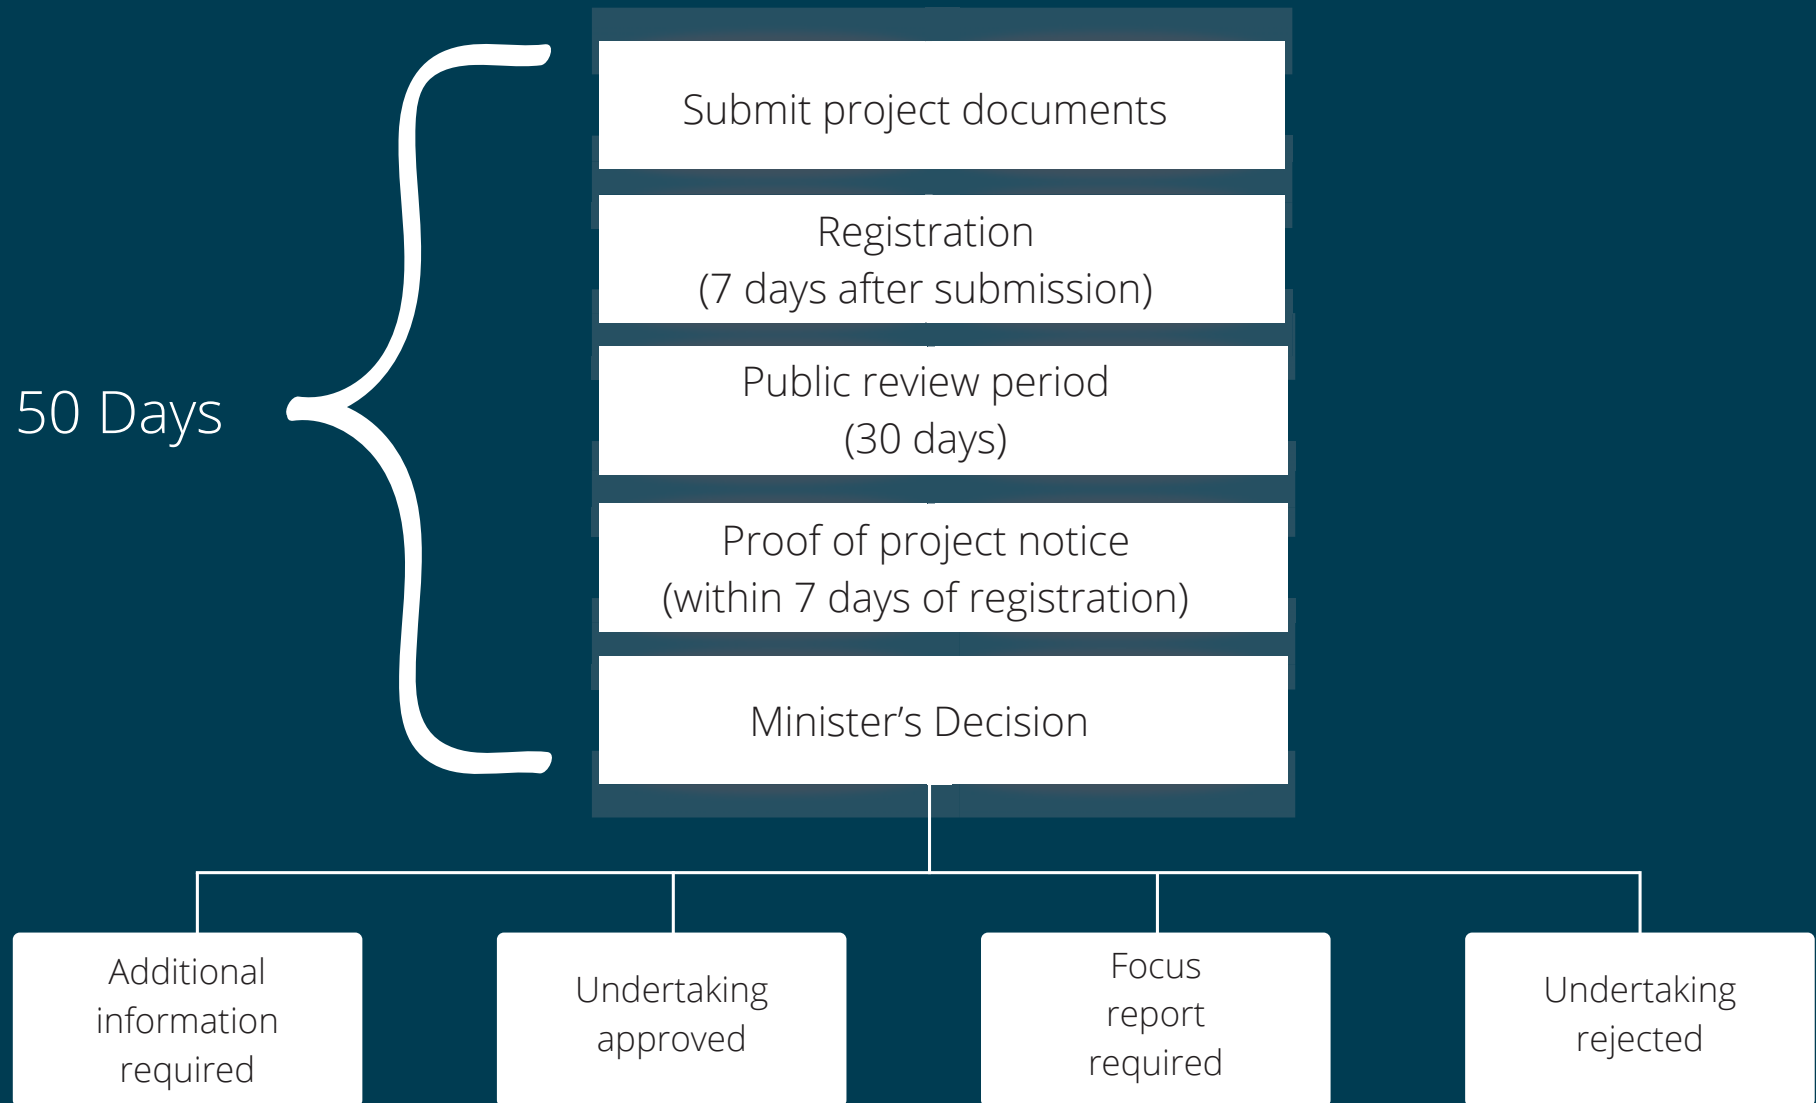 Submit project documents
Registration
(7 days after submission)
Public review period
(30 days)
50 Days
Proof of project notice
(within 7 days of registration)
Minister’s Decision
Additional
information
required
Undertaking
approved
Focus
report
required
Undertaking
rejected